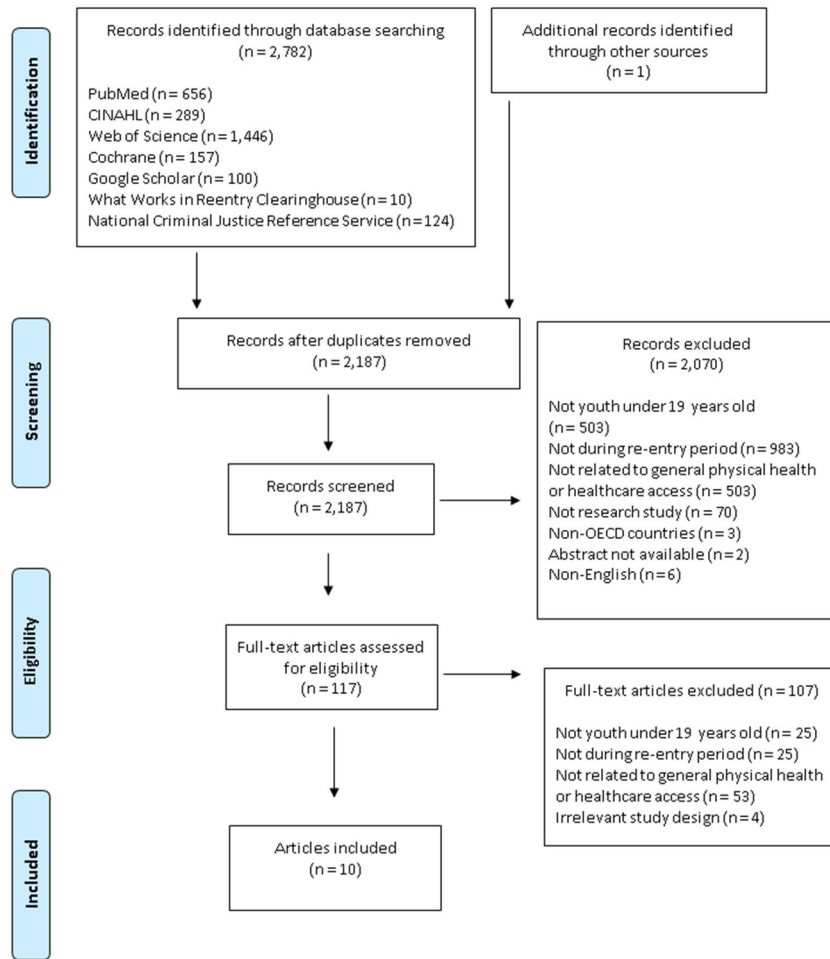 Identification
Records identified through database searching
(n = 2,782)
PubMed (n = 656)
CINAHL (n = 289)
Web of Science (n = 1,446)
Cochrane (n = 157)
Google Scholar (n = 100)
What Works in Reentry Clearinghouse (n = 10)
National Criminal Justice Reference Service (n = 124)
Additional records identified
through other sources
(n = 1)
Screening
Records after duplicates removed
(n = 2,187)
Records screened
(n = 2,187)
Records excluded
(n = 2,070)
Not youth under 19 years old
(n = 503)
Not during re-entry period (n = 983)
Not related to general physical health
or healthcare access (n = 503)
Not research study (n = 70)
Non-OECD countries (n = 3)
Abstract not available (n = 2)
Non-English (n = 6)
Eligibility
Full-text articles assessed
for eligibility
(n = 117)
Full-text articles excluded (n = 107)
Not youth under 19 years old (n = 25)
Not during re-entry period (n = 25)
Not related to general physical health
or healthcare access (n = 53)
Irrelevant study design (n = 4)
Included
Articles included
(n = 10)